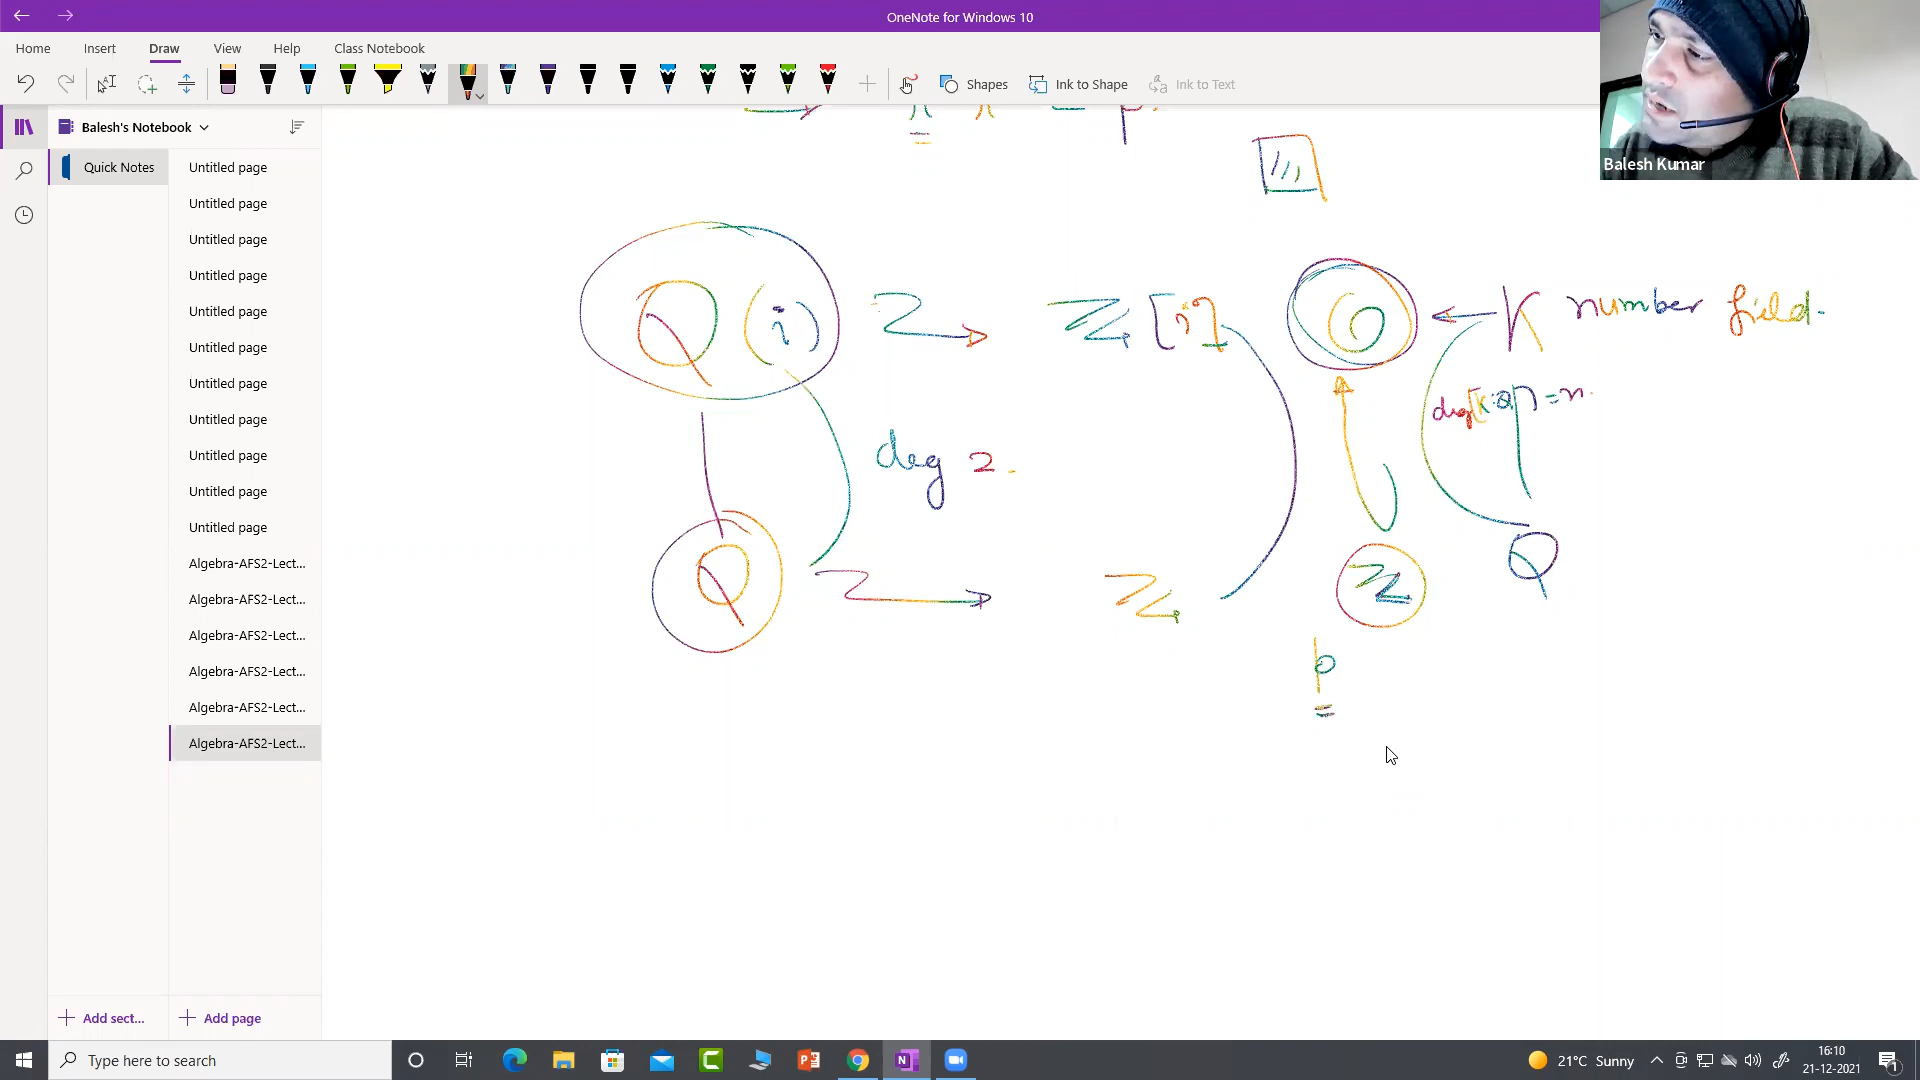 OneNote for Windows 10
Home Insert Draw View Help Class Notebook
Shapes Ink to Shape Ink to Text
Balesh Kumar
Balesh's Notebook
Quick Notes
Untitled page
Untitled page
Untitled page
Untitled page
Untitled page
Untitled page
Untitled page
Untitled page
Untitled page
Untitled page
Untitled page
Algebra-AFS2-Lect...
Algebra-AFS2-Lect...
Algebra-AFS2-Lect...
Algebra-AFS2-Lect...
Algebra-AFS2-Lect...
Algebra-AFS2-Lect...
Q(i) → Z[i] O ← K number field.
deg[K:Q] = n.
deg 2.
Q → Z Z Q
p
Add sect... Add page
Type here to search
21°C Sunny
16:10
21-12-2021
1